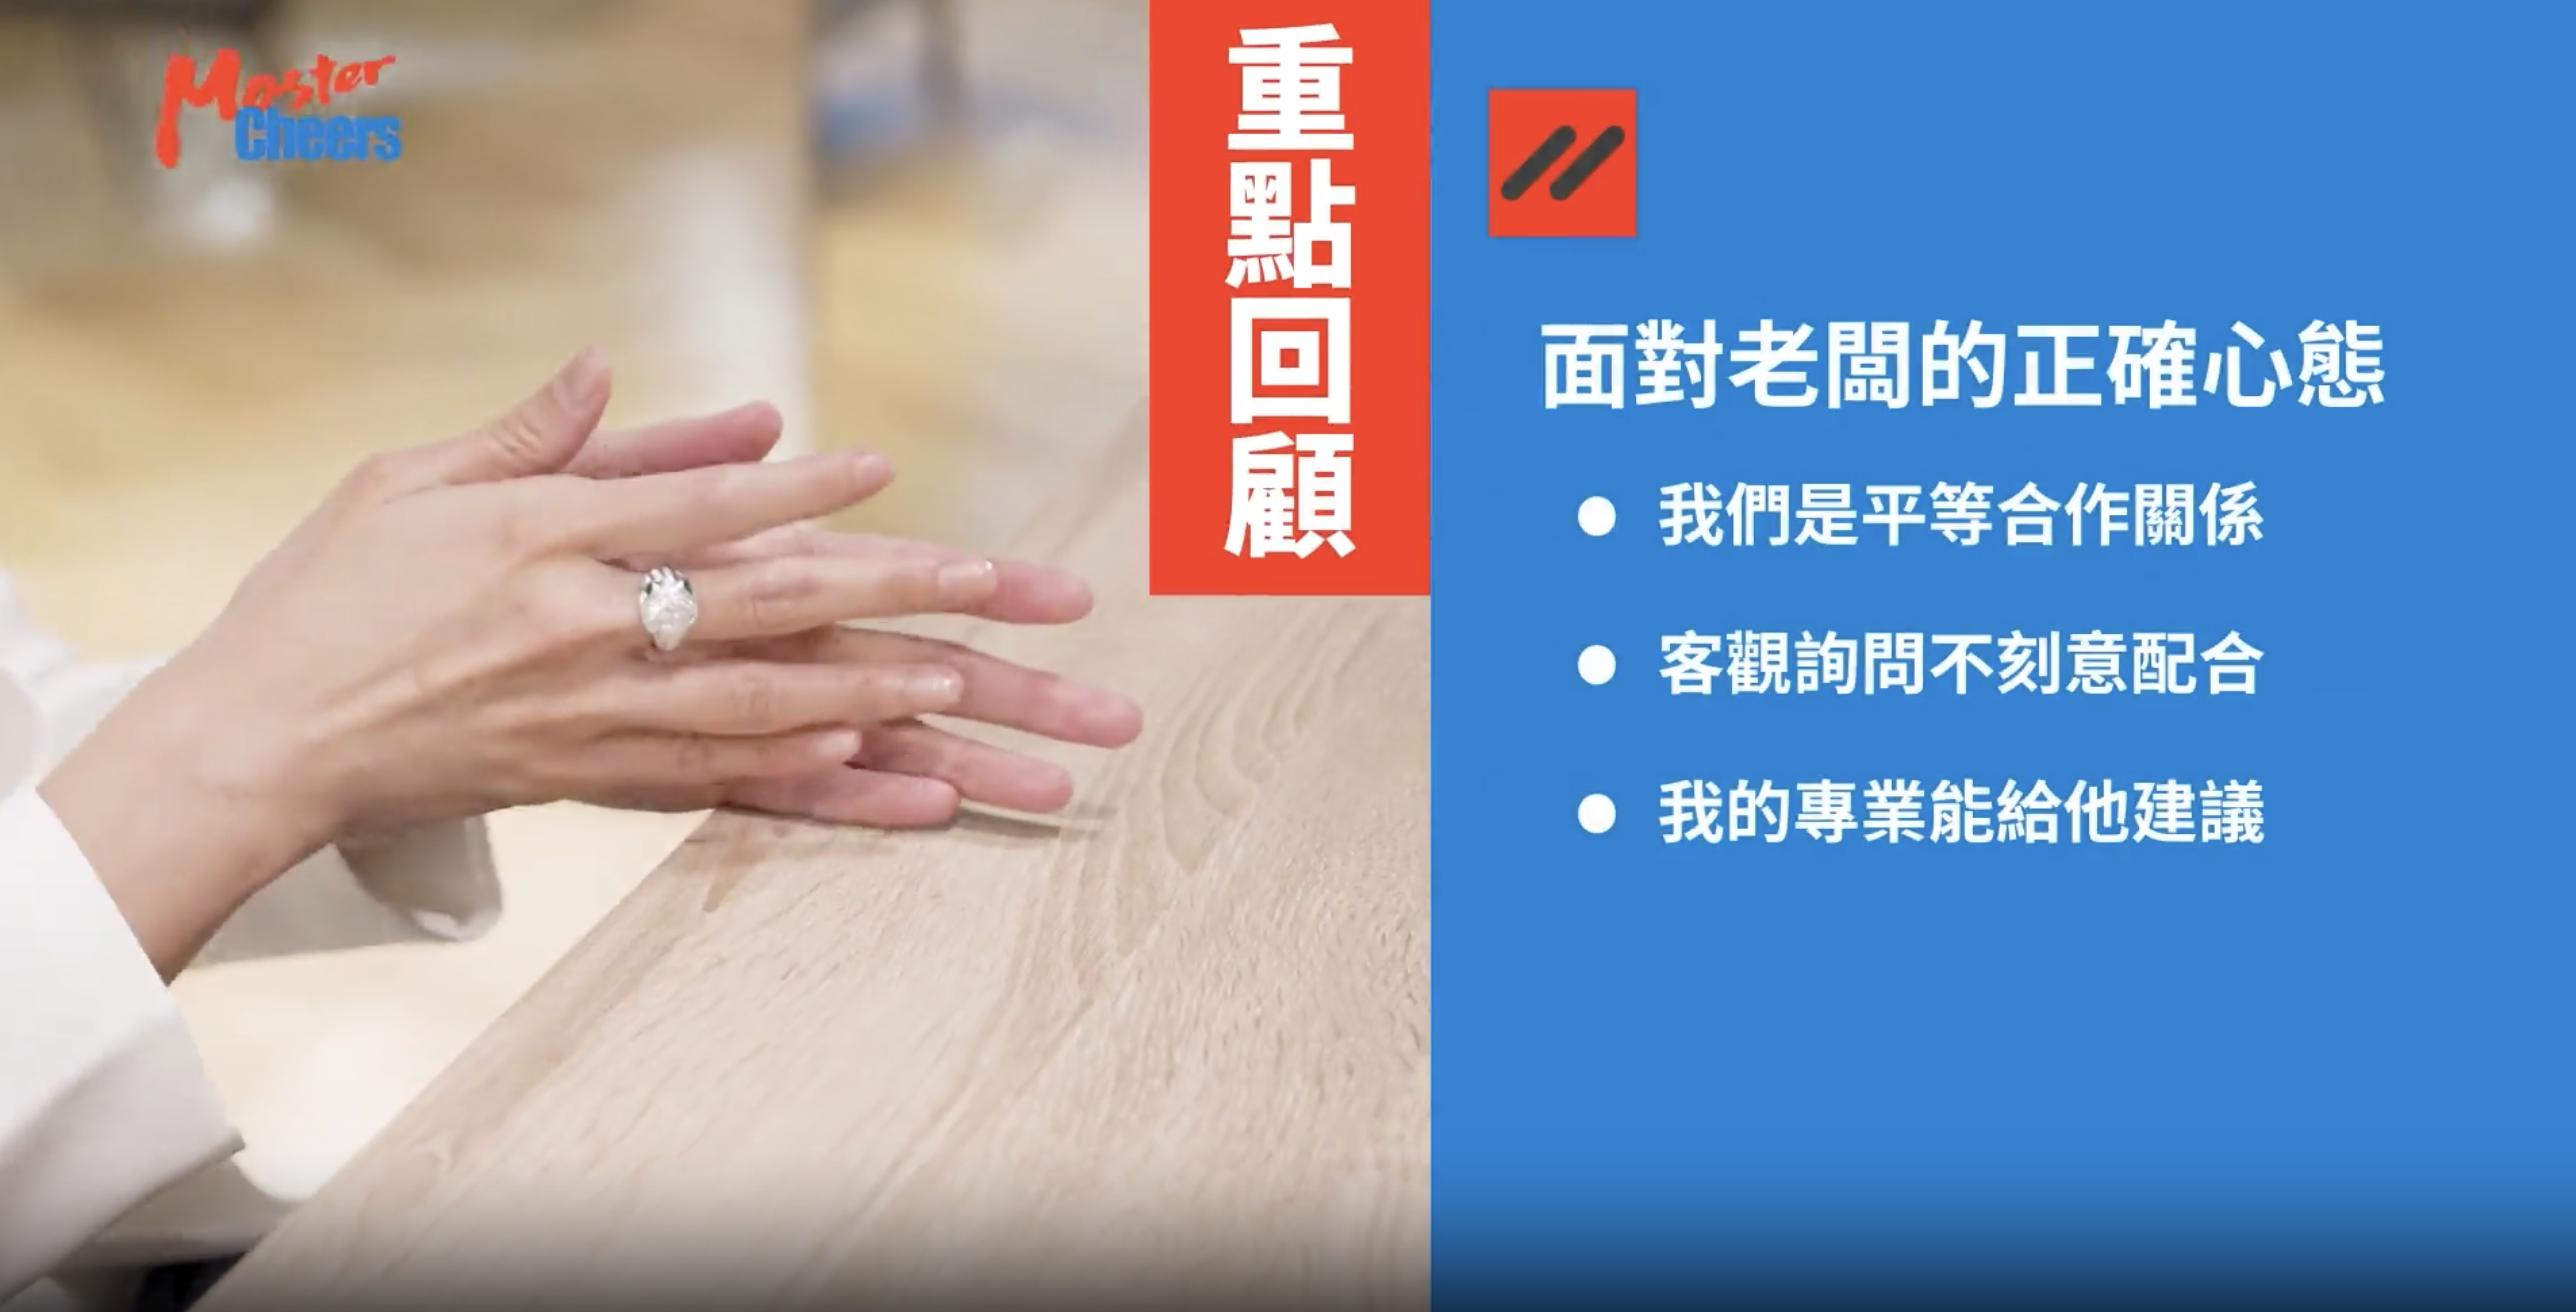 Master
Cheers
重點回顧
面對老闆的正確心態
● 我們是平等合作關係
● 客觀詢問不刻意配合
● 我的專業能給他建議